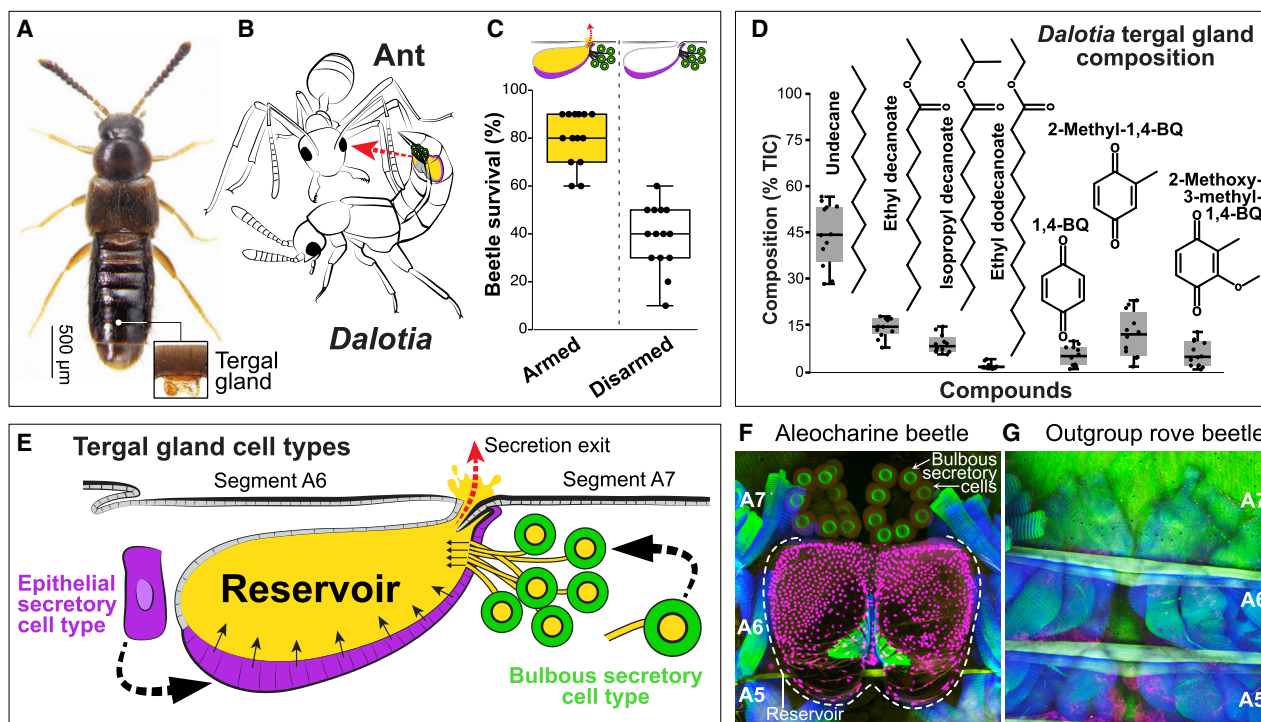 A
500 µm
Tergal
gland
B
Ant
Dalotia
C
Beetle survival (%)
100
80
60
40
20
0
Armed
Disarmed
D
Dalotia tergal gland
composition
Composition (% TIC)
100
75
60
45
30
15
0
Undecane
Ethyl decanoate
Isopropyl decanoate
Ethyl dodecanoate
1,4-BQ
2-Methyl-1,4-BQ
2-Methoxy-
3-methyl-
1,4-BQ
O
O
O
O
O
O
O
O
O
O
O
O
O
Compounds
E
Tergal gland cell types
Secretion exit
Segment A6
Segment A7
Reservoir
Epithelial
secretory
cell type
Bulbous secretory
cell type
F
Aleocharine beetle
Bulbous
secretory
cells
A7
A6
A5
Reservoir
G
Outgroup rove beetle
A7
A6
A5